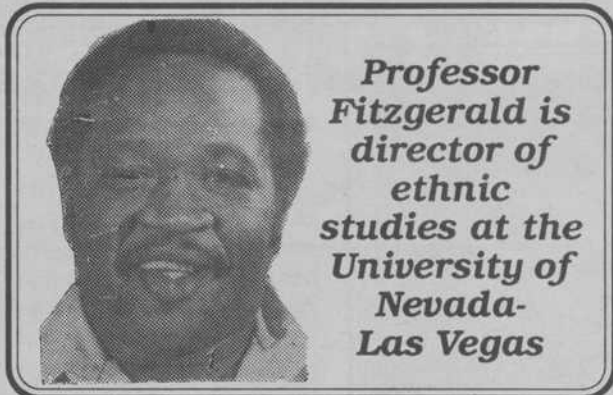 Professor
Fitzgerald is
director of
ethnic
studies at the
University of
Nevada-
Las Vegas